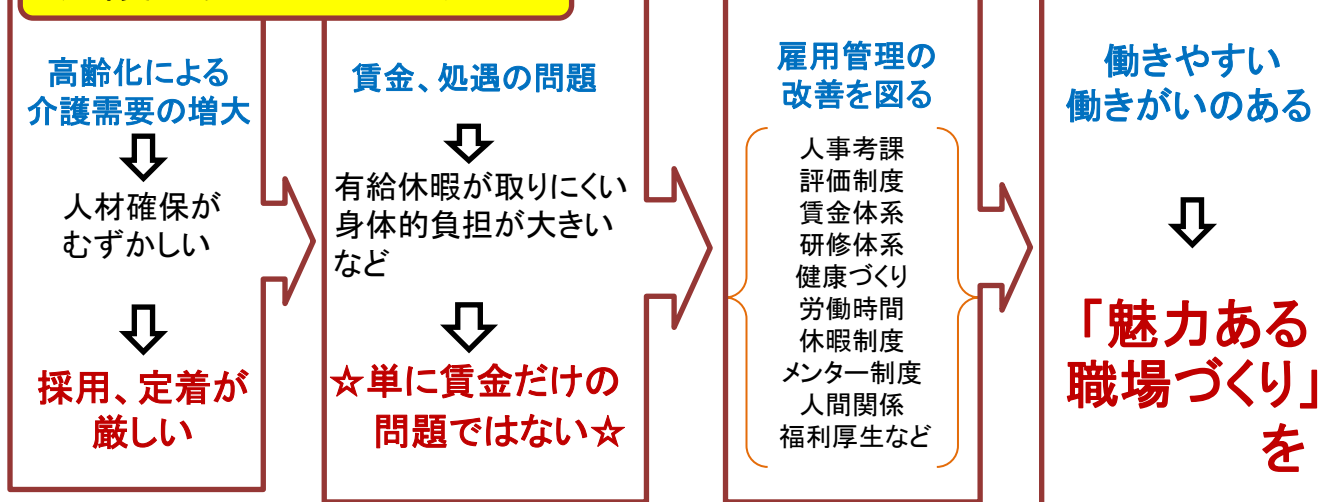 高齢化による
介護需要の増大
人材確保が
むずかしい
採用、定着が
厳しい
賃金、処遇の問題
有給休暇が取りにくい
身体的負担が大きい
など
☆単に賃金だけの
問題ではない☆
雇用管理の
改善を図る
人事考課
評価制度
賃金体系
研修体系
健康づくり
労働時間
休暇制度
メンター制度
人間関係
福利厚生など
働きやすい
働きがいのある
「魅力ある
職場づくり」
を